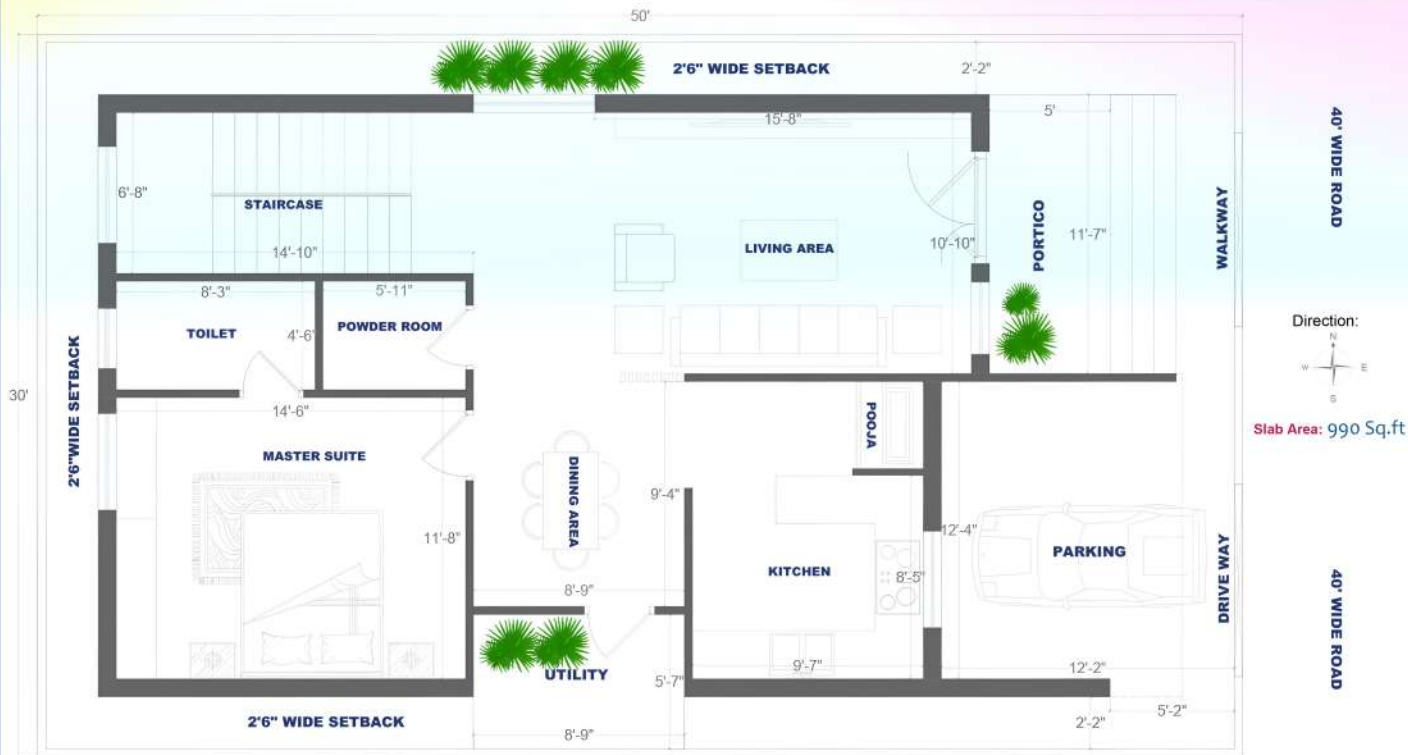 50'
2'6" WIDE SETBACK
2'-2"
15'-8"
5'
40' WIDE ROAD
6'-8"
STAIRCASE
14'-10"
LIVING AREA
10'-10"
PORTICO
11'-7"
WALKWAY
8'-3"
5'-11"
TOILET
4'-6"
POWDER ROOM
Direction:
N
W
E
S
30'
2'6"WIDE SETBACK
14'-6"
MASTER SUITE
POOJA
Slab Area: 990 Sq.ft
DINING AREA
9'-4"
11'-8"
12'-4"
PARKING
KITCHEN
8'-5"
DRIVE WAY
40' WIDE ROAD
8'-9"
UTILITY
5'-7"
9'-7"
12'-2"
5'-2"
2'6" WIDE SETBACK
8'-9"
2'-2"